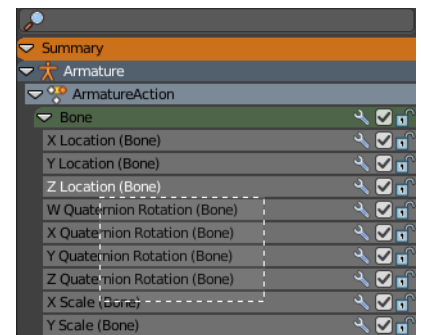 Summary
Armature
ArmatureAction
Bone
X Location (Bone)
Y Location (Bone)
Z Location (Bone)
W Quaternion Rotation (Bone)
X Quaternion Rotation (Bone)
Y Quaternion Rotation (Bone)
Z Quaternion Rotation (Bone)
X Scale (Bone)
Y Scale (Bone)